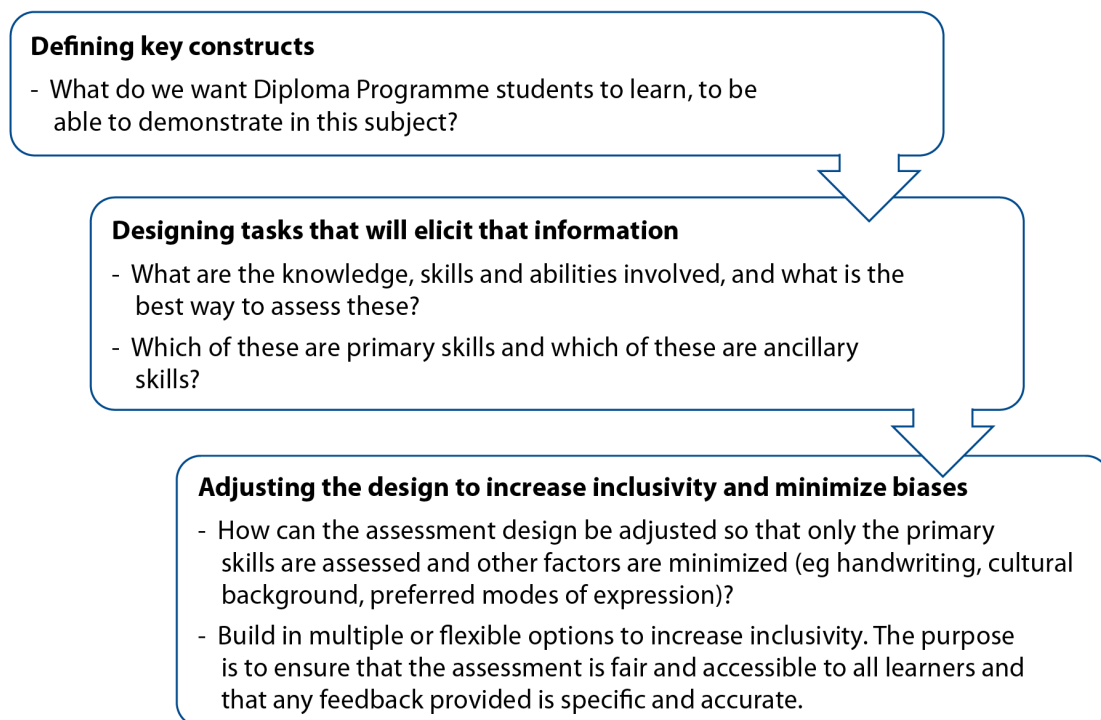 Defining key constructs
- What do we want Diploma Programme students to learn, to be
able to demonstrate in this subject?
Designing tasks that will elicit that information
- What are the knowledge, skills and abilities involved, and what is the
best way to assess these?
- Which of these are primary skills and which of these are ancillary
skills?
Adjusting the design to increase inclusivity and minimize biases
- How can the assessment design be adjusted so that only the primary
skills are assessed and other factors are minimized (eg handwriting, cultural
background, preferred modes of expression)?
- Build in multiple or flexible options to increase inclusivity. The purpose
is to ensure that the assessment is fair and accessible to all learners and
that any feedback provided is specific and accurate.